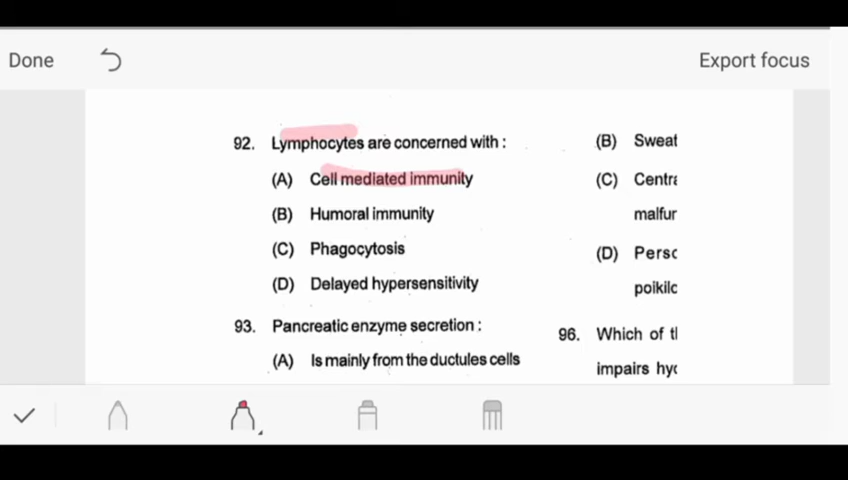 Done
Export focus
92. Lymphocytes are concerned with :
(A) Cell mediated immunity
(B) Humoral immunity
(C) Phagocytosis
(D) Delayed hypersensitivity
93. Pancreatic enzyme secretion :
(A) Is mainly from the ductules cells
(B) Sweat
(C)
(D)
96. Which of
impairs